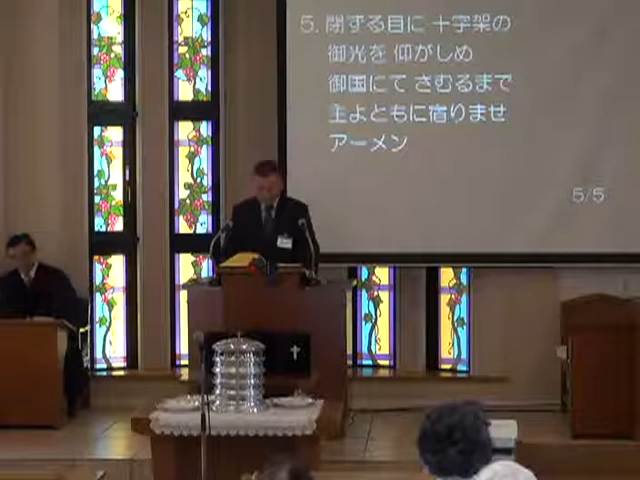 5. 閉ずる目に 十字架の
御光を 仰がしめ
御国にて さむるまで
主よともに宿りませ
アーメン
5/5